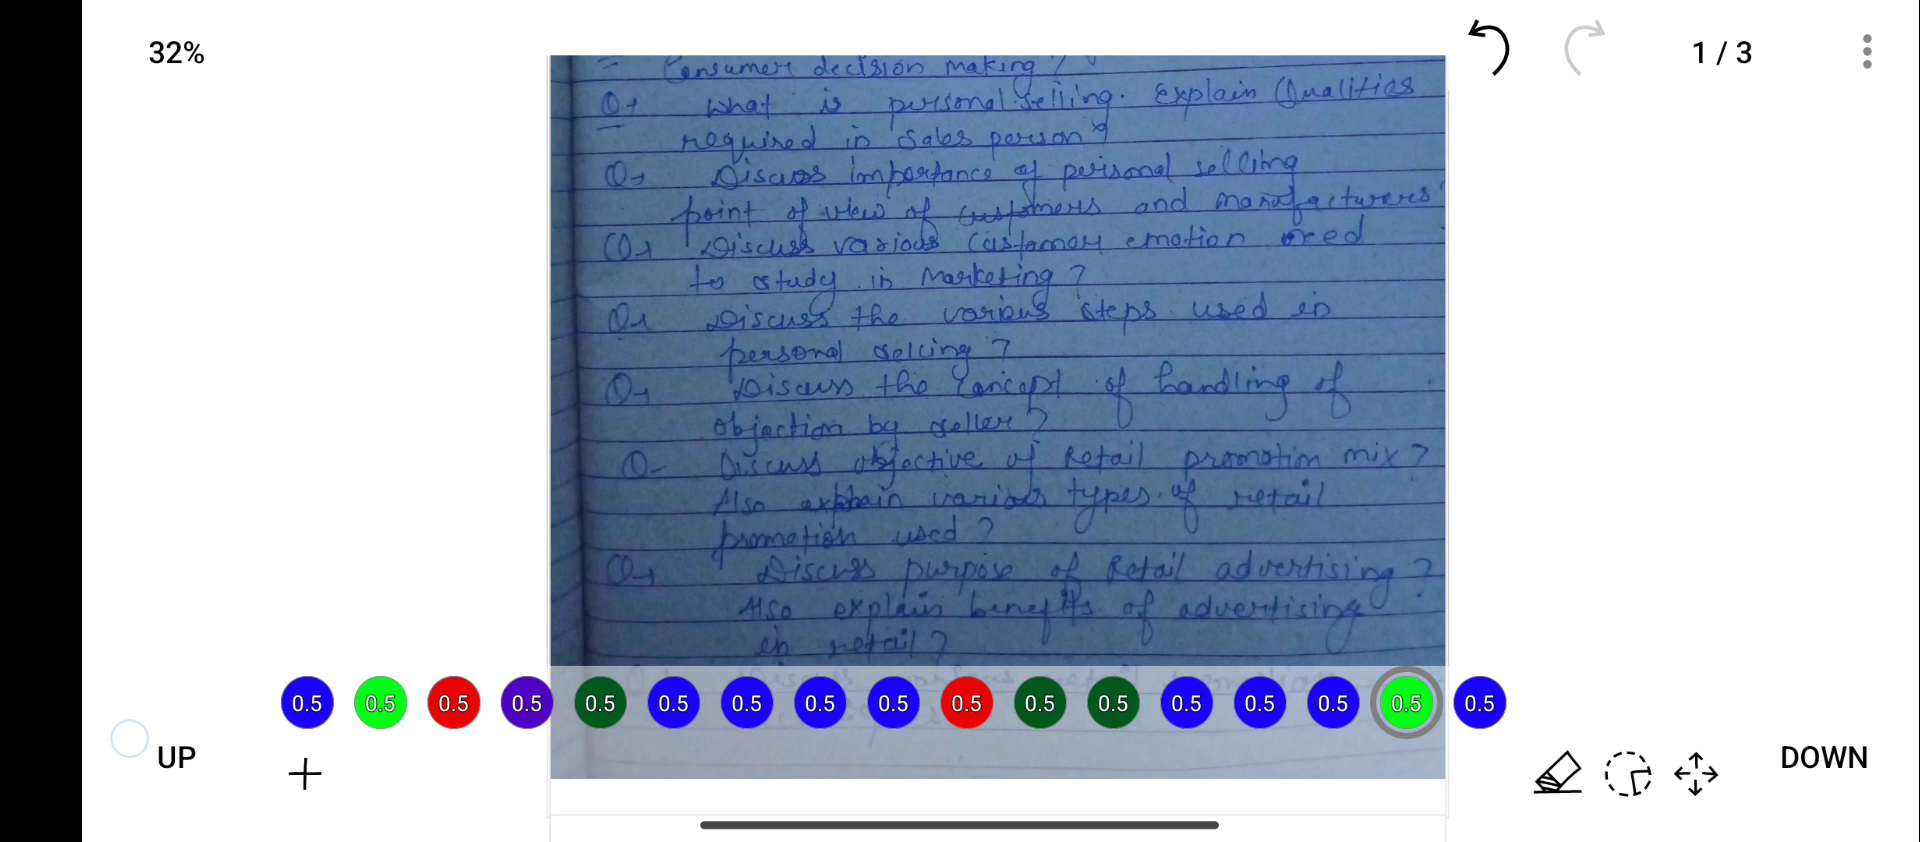 32%
1 / 3
Consumer decision making ?
Q→ What is personal selling. Explain Qualities
required in sales person?
Q→ Discuss importance of personal selling
point of view of customers and manufacturers
Q→ Discuss various Customer emotion need
to study in Marketing ?
Q→ Discuss the various steps used in
personal selling ?
Q→ Discuss the Concept of handling of
objection by seller ?
Q- Discuss objective of Retail promotion mix ?
Also explain various types of retail
promotion used ?
Q→ Discuss purpose of Retail advertising ?
Also explain benefits of advertising
in retail ?
0.5 0.5 0.5 0.5 0.5 0.5 0.5 0.5 0.5 0.5 0.5 0.5 0.5 0.5 0.5 0.5 0.5
UP
DOWN